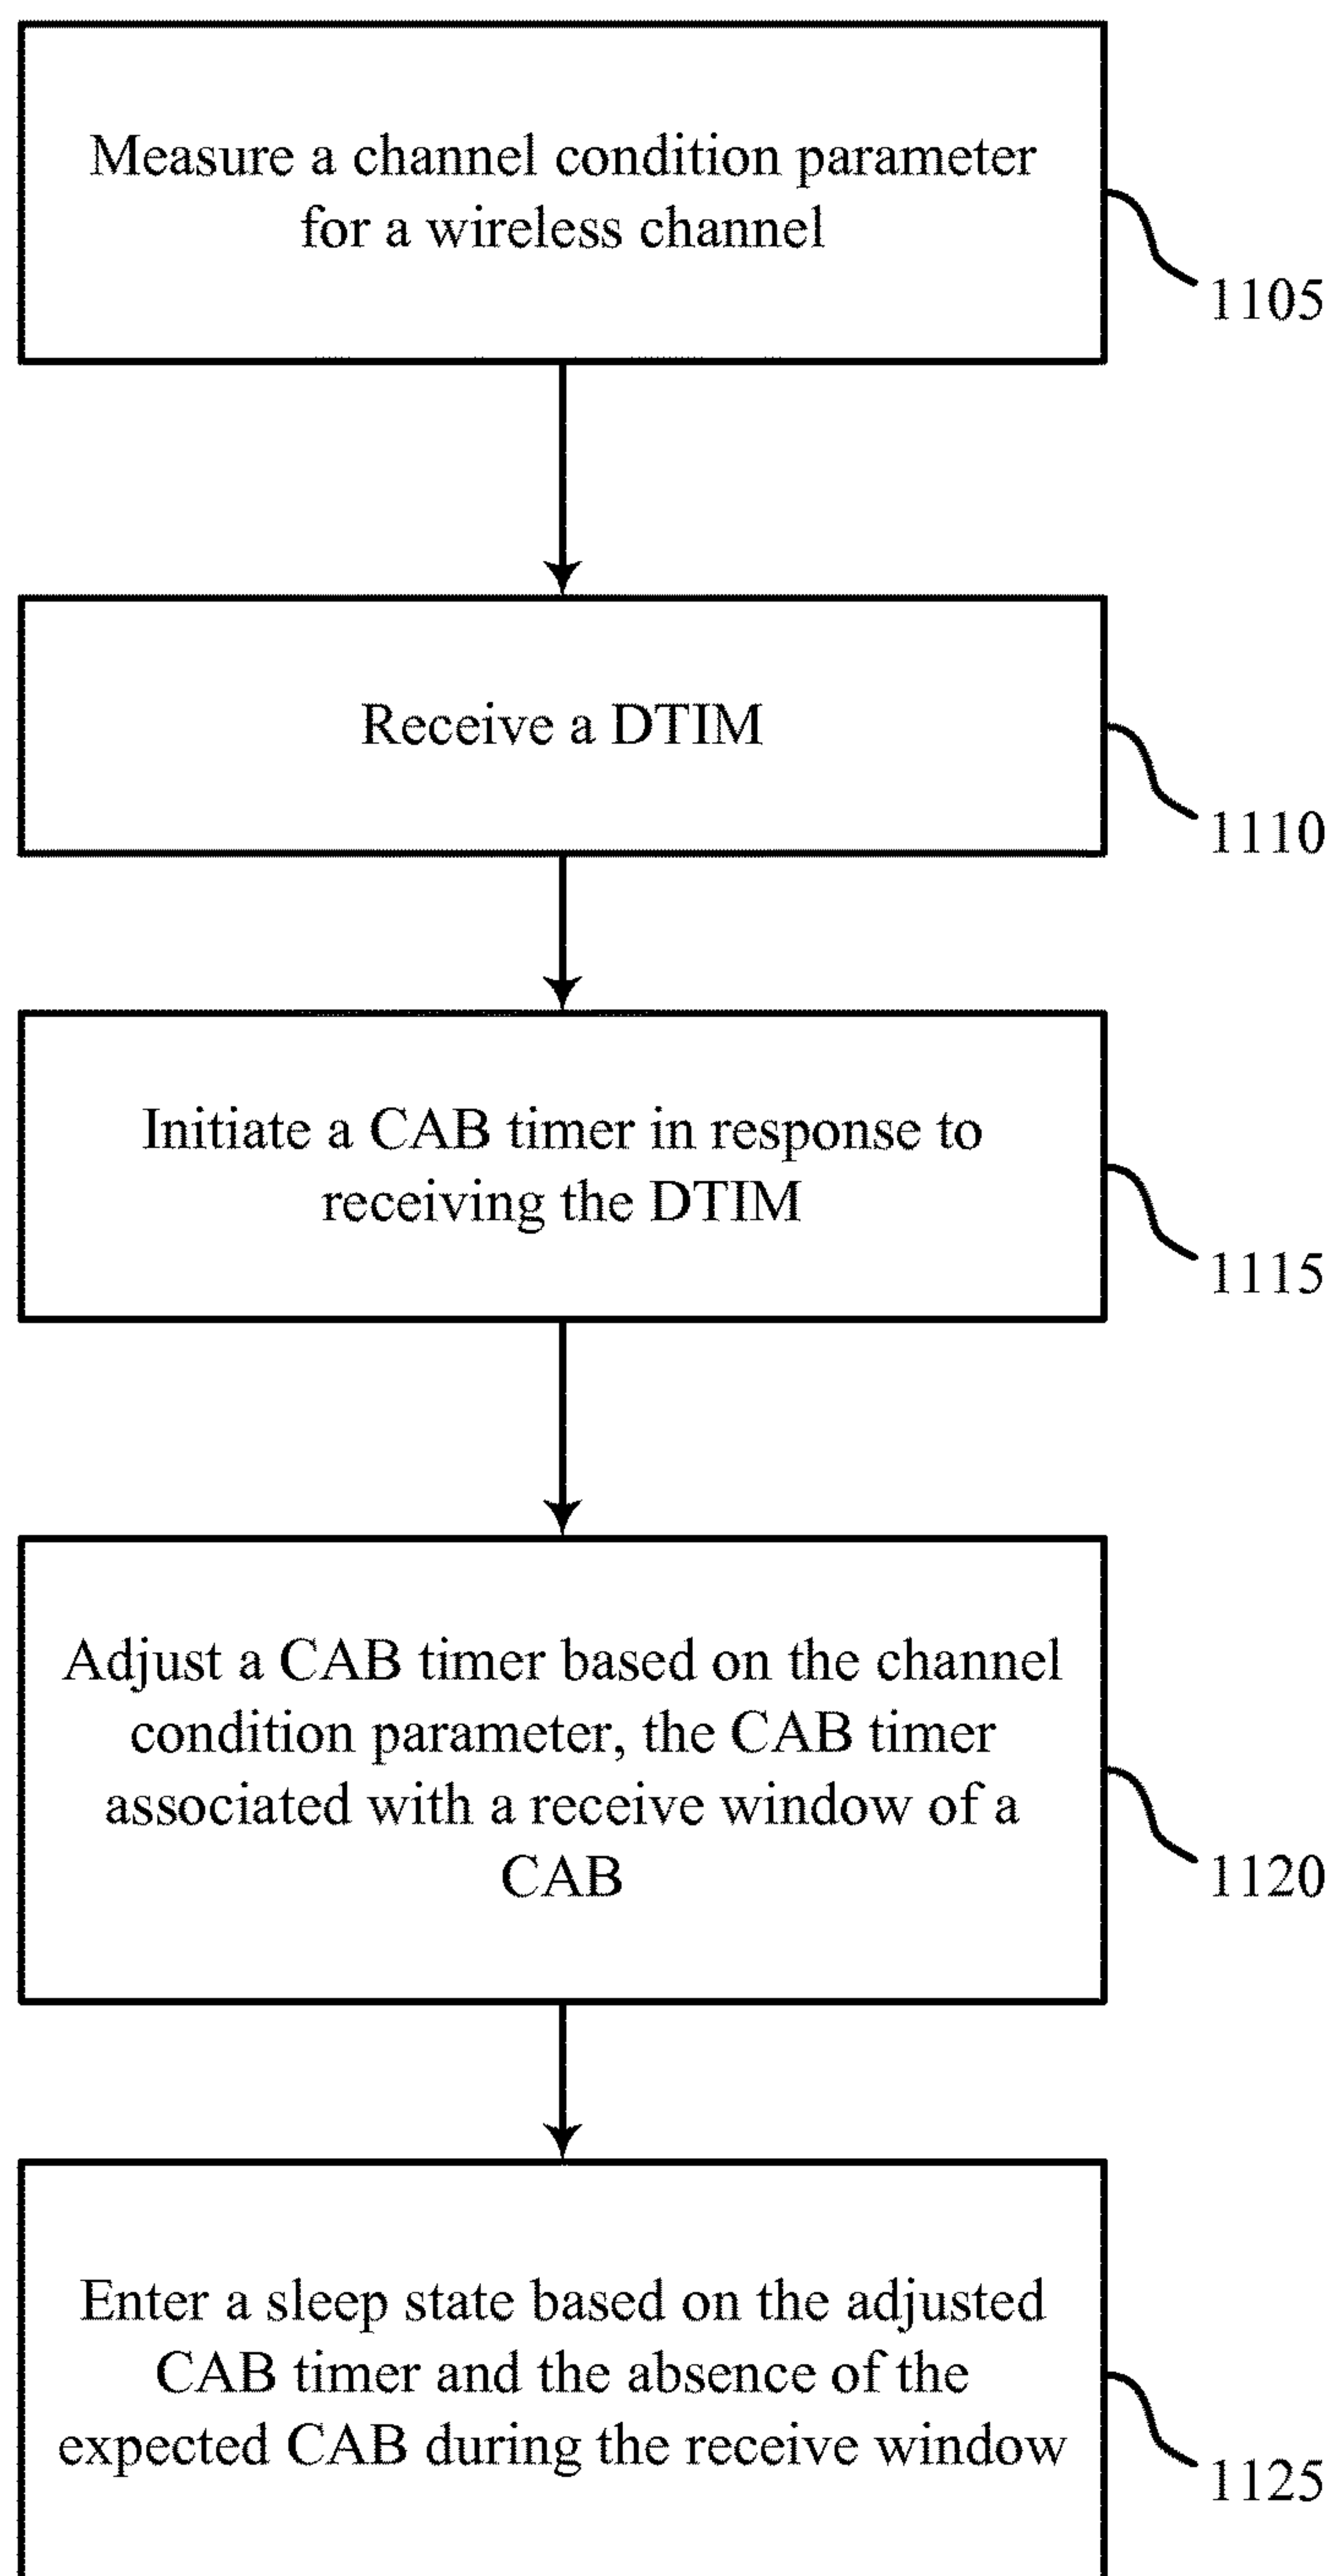 Measure a channel condition parameter
for a wireless channel
1105
Receive a DTIM
1110
Initiate a CAB timer in response to
receiving the DTIM
1115
Adjust a CAB timer based on the channel
condition parameter, the CAB timer
associated with a receive window of a
CAB
1120
Enter a sleep state based on the adjusted
CAB timer and the absence of the
expected CAB during the receive window
1125